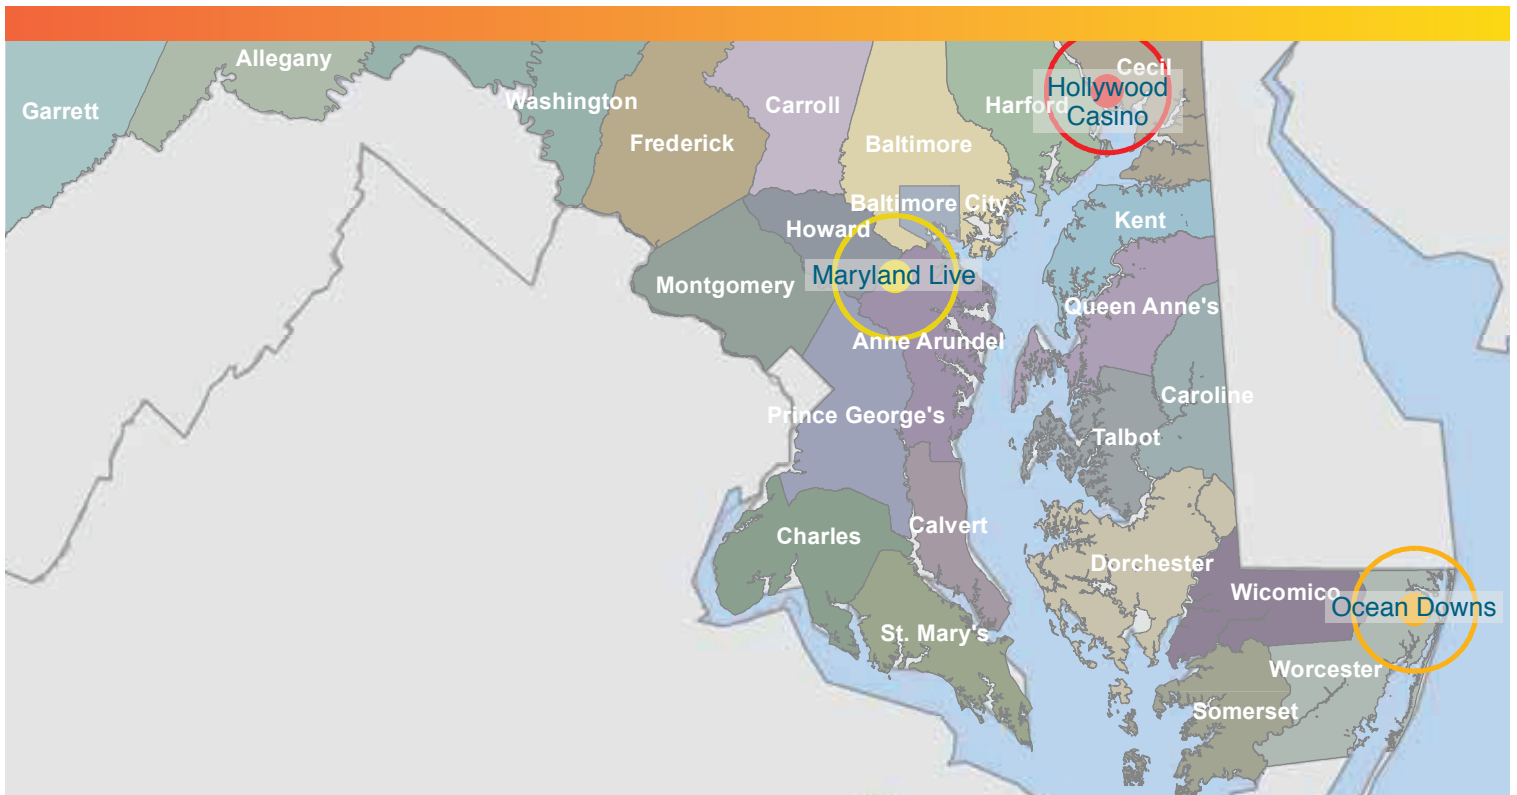 Allegany
Cecil
Garrett
Washington
Carroll
Harford
Hollywood
Casino
Frederick
Baltimore
Baltimore City
Kent
Howard
Maryland Live
Montgomery
Queen Anne's
Anne Arundel
Caroline
Prince George's
Talbot
Charles
Calvert
Dorchester
Wicomico
Ocean Downs
St. Mary's
Worcester
Somerset